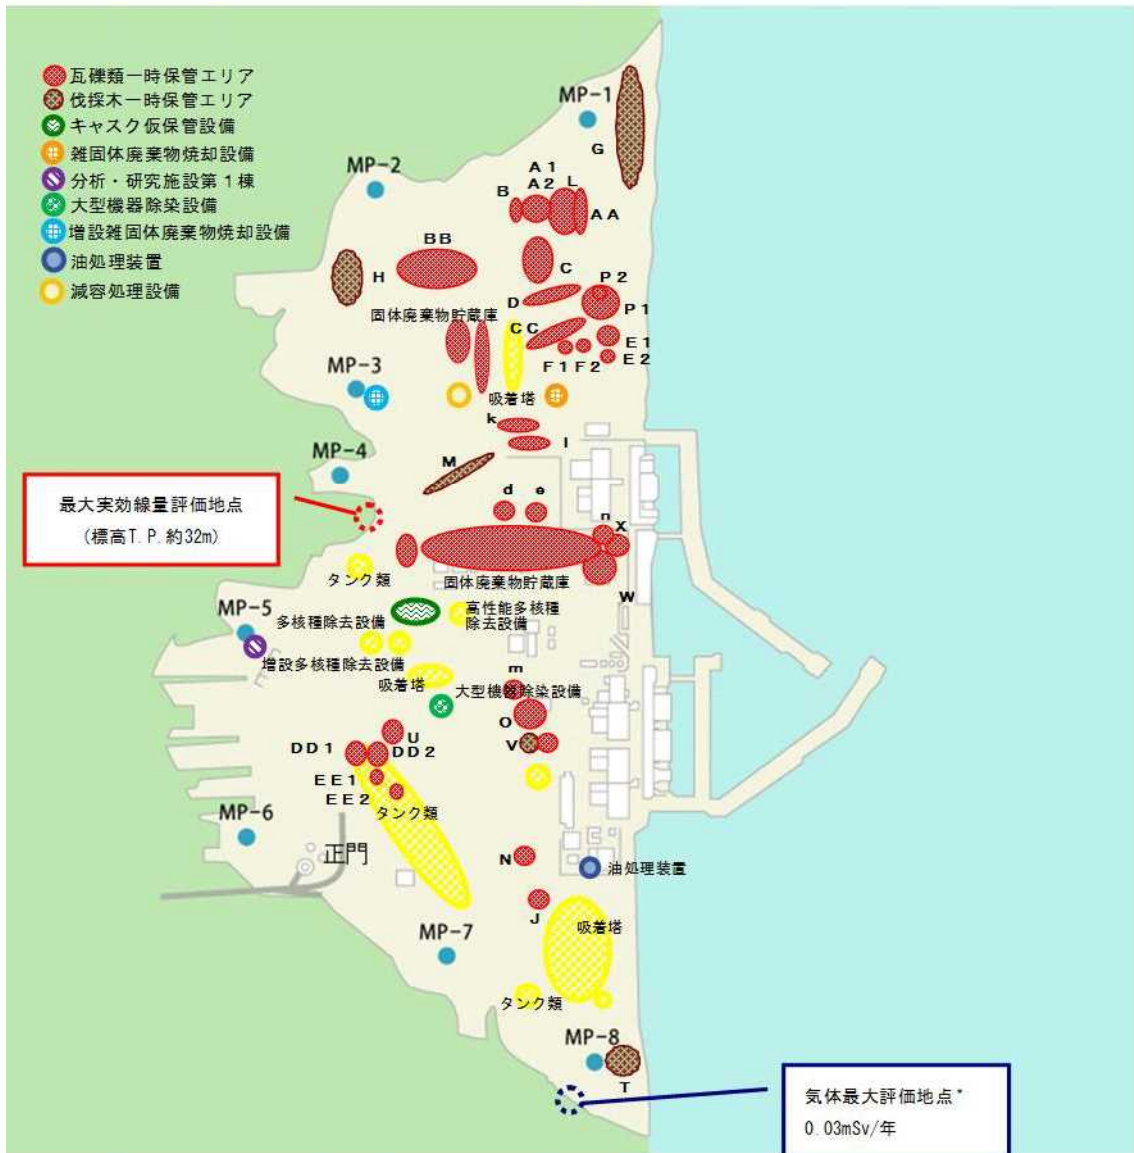 瓦礫類一時保管エリア
伐採木一時保管エリア
キャスク仮保管設備
雑固体廃棄物焼却設備
分析・研究施設第1棟
大型機器除染設備
増設雑固体廃棄物焼却設備
油処理装置
減容処理設備
MP-1
G
MP-2
A1
A2
L
B
AA
BB
H
C
P2
D
P1
固体廃棄物貯蔵庫
CC
E1
E2
F1
F2
MP-3
吸着塔
k
l
MP-4
M
最大実効線量評価地点
(標高T.P.約32m)
d
e
n
X
タンク類
固体廃棄物貯蔵庫
W
MP-5
多核種除去設備
高性能多核種
除去設備
増設多核種除去設備
吸着塔
m
大型機器除染設備
O
U
V
DD1
DD2
EE1
EE2
タンク類
MP-6
正門
N
油処理装置
J
吸着塔
MP-7
タンク類
MP-8
T
気体最大評価地点*
0.03mSv/年